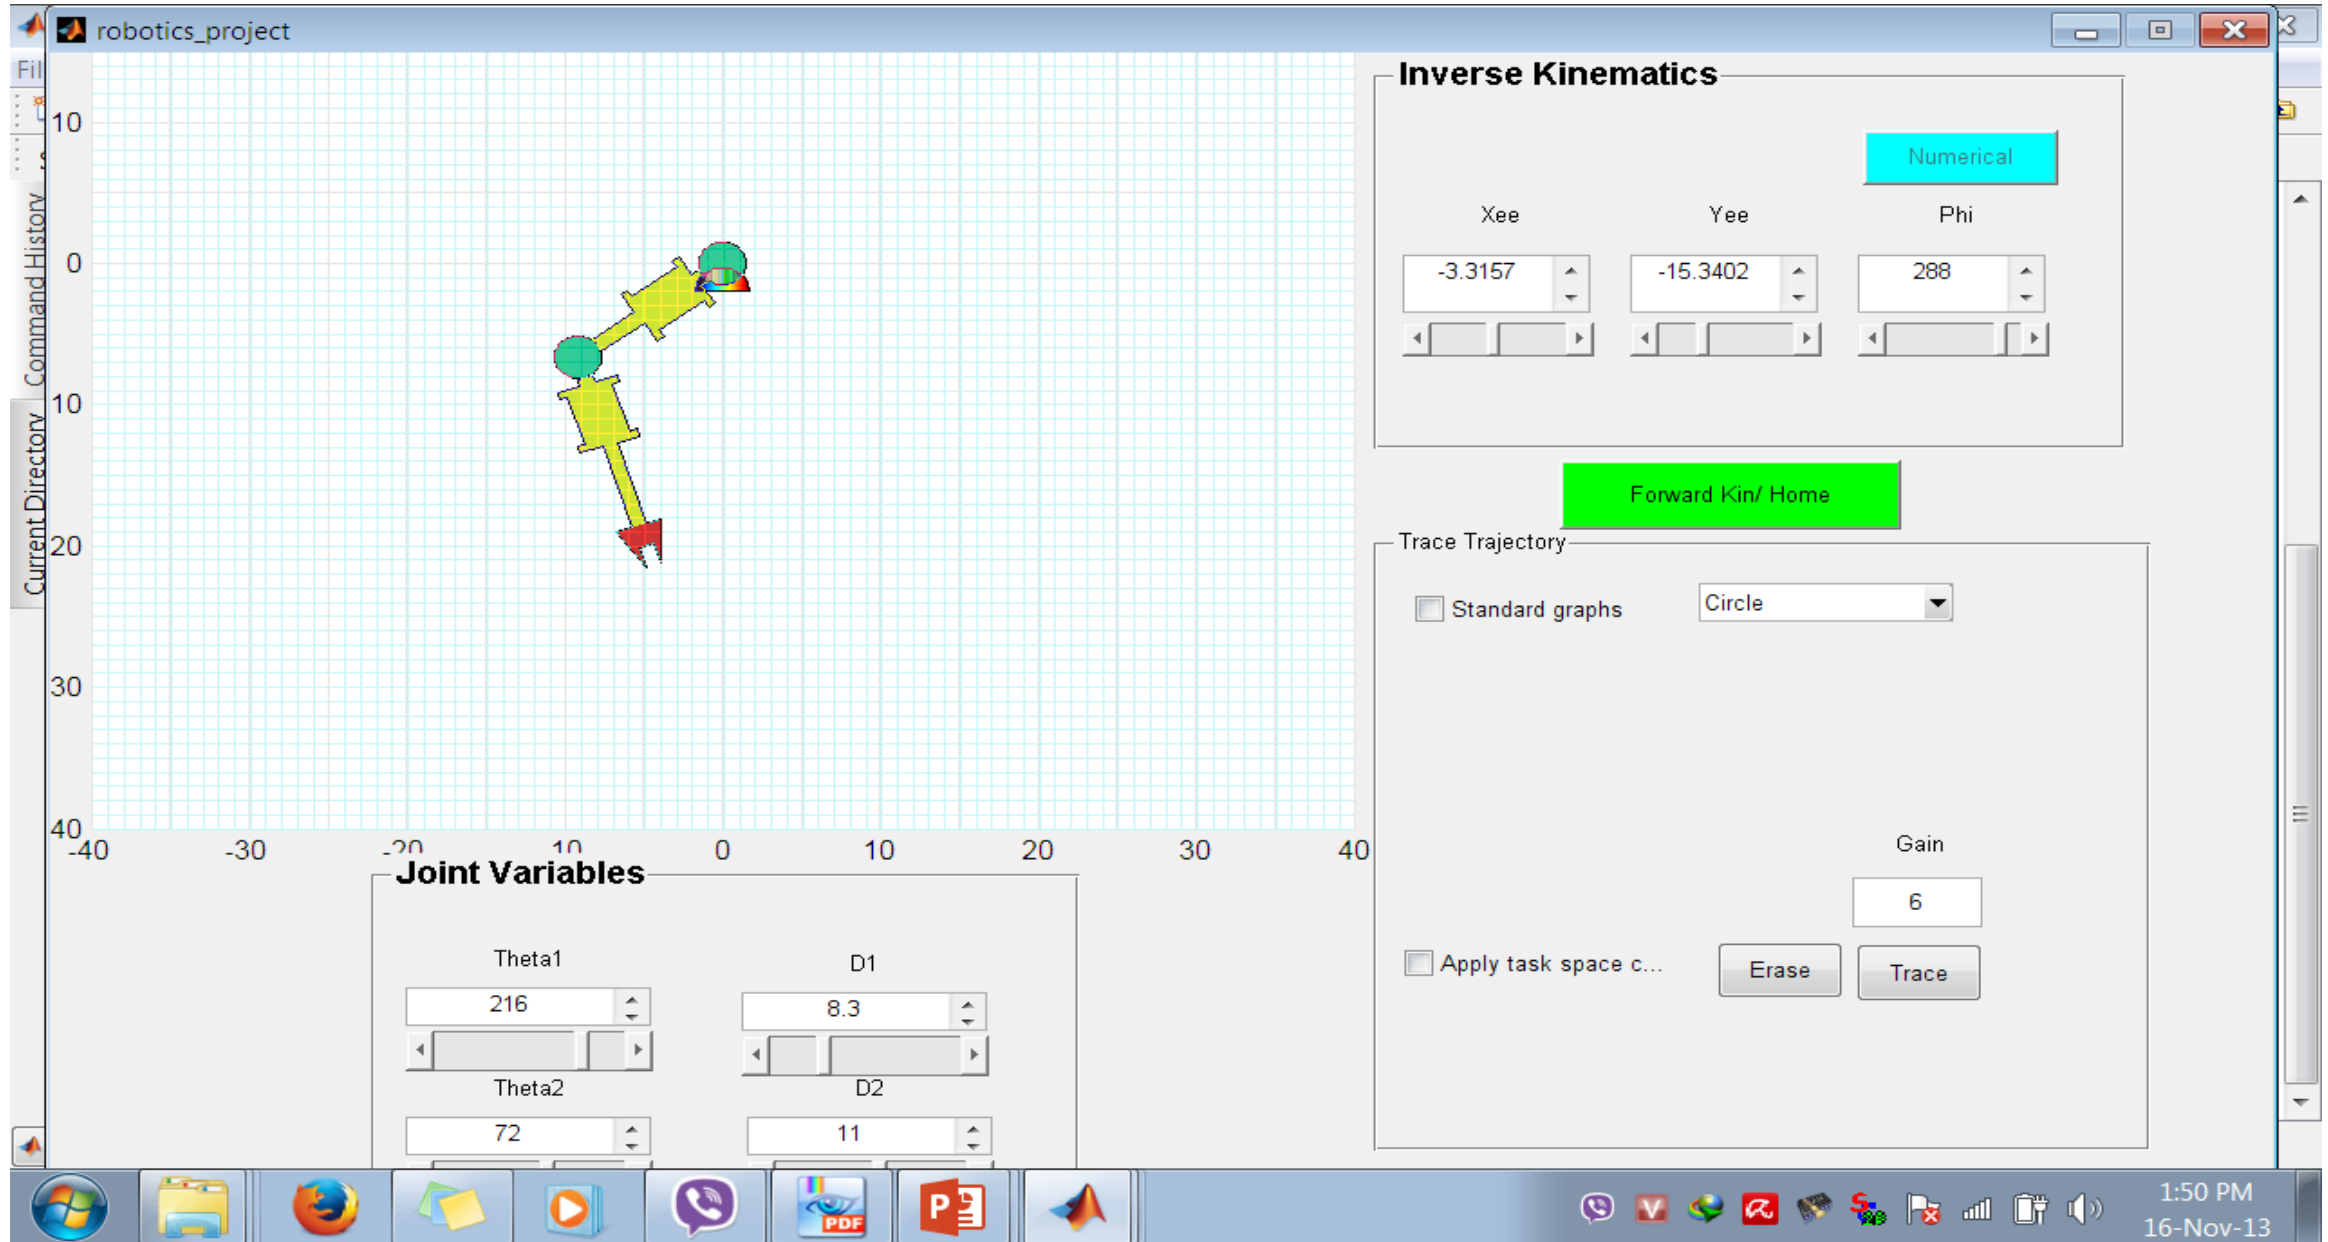 robotics_project
Fil
Command History
Current Directory
10
0
10
20
30
40
-40
-30
-20
10
0
10
20
30
40
Inverse Kinematics
Numerical
Xee
Yee
Phi
-3.3157
-15.3402
288
Forward Kin/ Home
Trace Trajectory
Standard graphs
Circle
Gain
6
Apply task space c...
Erase
Trace
Joint Variables
Theta1
D1
216
8.3
Theta2
D2
72
11
PDF
P
V
1:50 PM
16-Nov-13